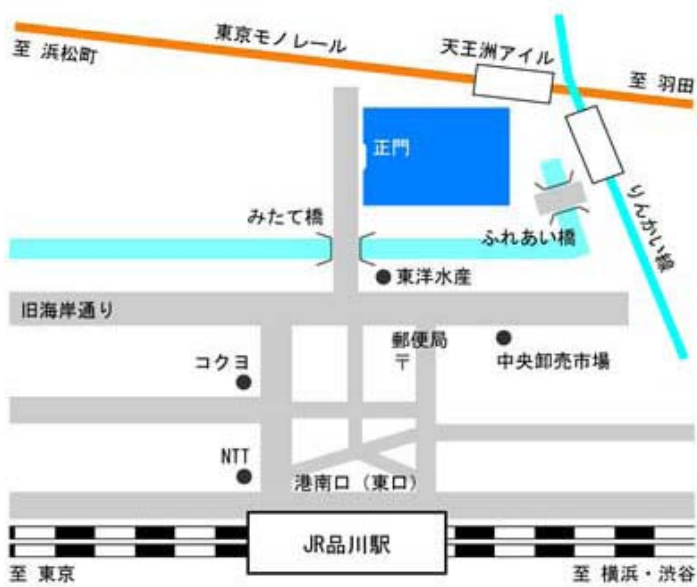 東京モノレール
天王洲アイル
至 浜松町
至 羽田
正門
りんかい線
みたて橋
ふれあい橋
東洋水産
旧海岸通り
郵便局
〒
コクヨ
中央卸売市場
NTT
港南口（東口）
JR品川駅
至 東京
至 横浜・渋谷